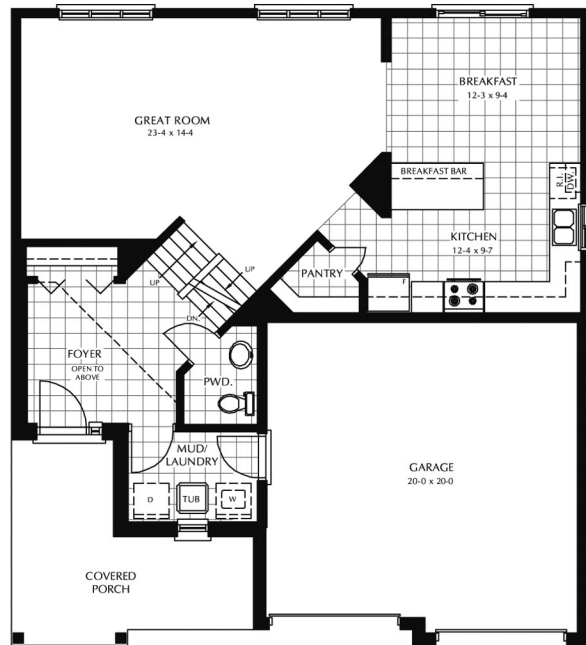 BREAKFAST
12-3 x 9-4
GREAT ROOM
23-4 x 14-4
BREAKFAST BAR
R.I.
DW.
KITCHEN
12-4 x 9-7
UP
UP
PANTRY
F
DN.
FOYER
OPEN TO
ABOVE
PWD.
MUD/
LAUNDRY
D
TUB
W
GARAGE
20-0 x 20-0
COVERED
PORCH